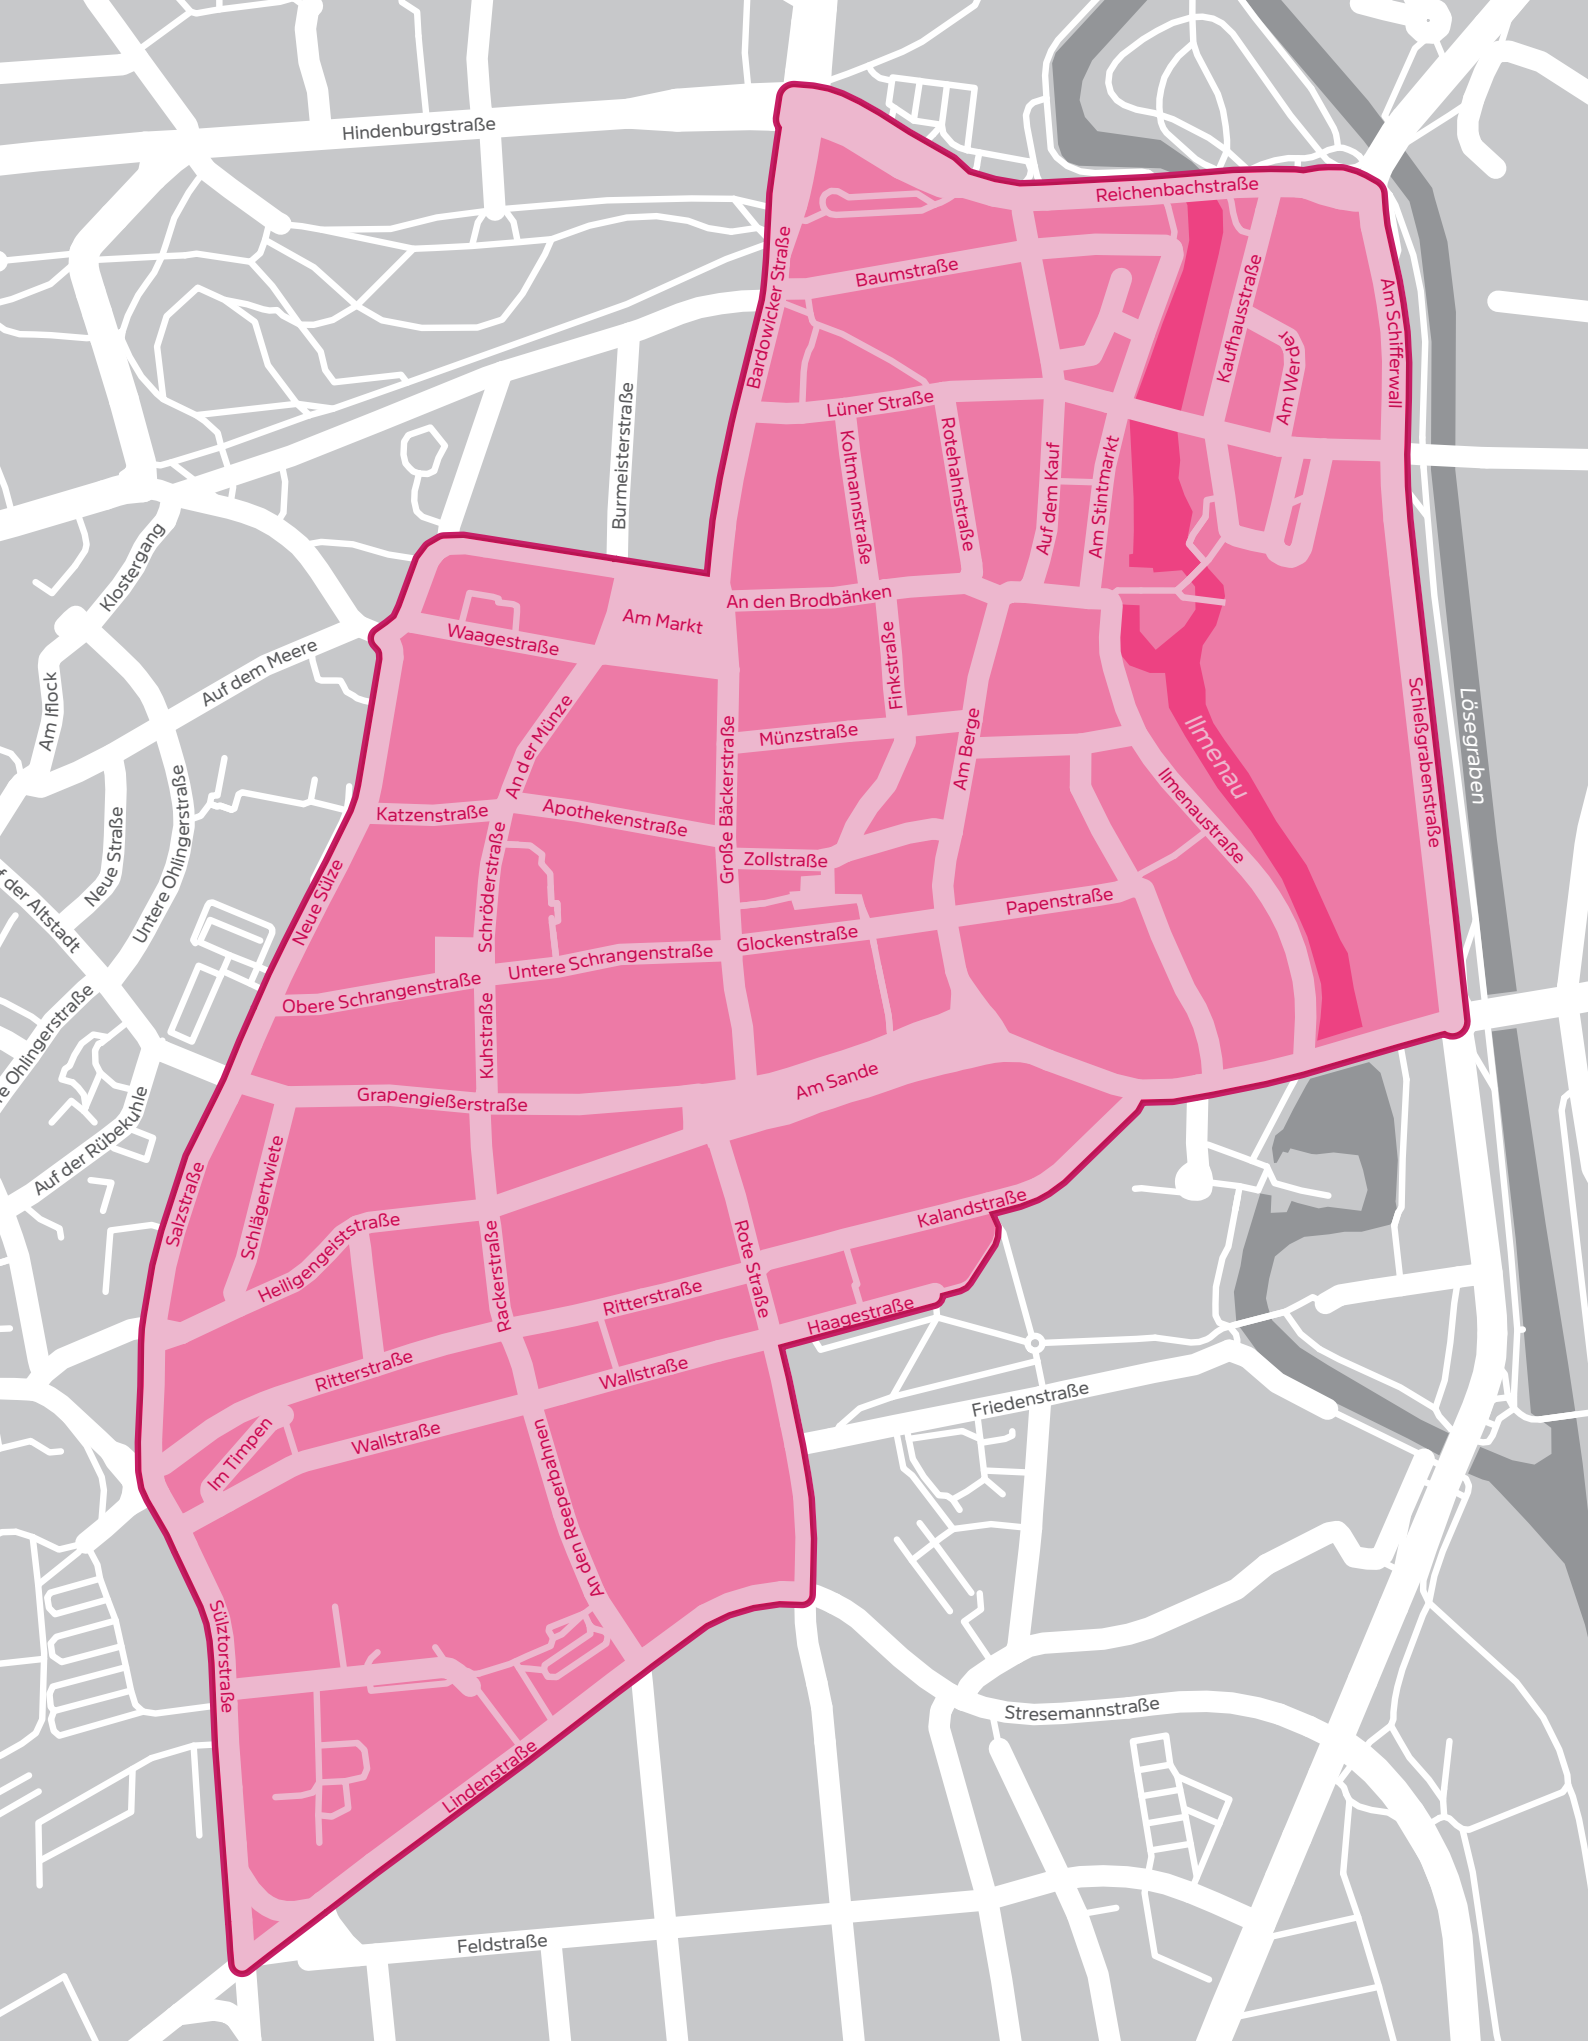 Hindenburgstraße
Reichenbachstraße
Bardowicker Straße
Baumstraße
Kaufhausstraße
Am Werder
Am Schifferwall
Burmeisterstraße
Lüner Straße
Koltmannstraße
Rotehahnstraße
Auf dem Kauf
Am Stintmarkt
Klostergang
An den Brodbänken
Am Markt
Waagestraße
Auf dem Meere
Am Iflock
Finkstraße
An der Münze
Münzstraße
Am Berge
Große Bäckerstraße
Ilmenau
Ilmenaustraße
Schießgrabenstraße
Lösegraben
Katzenstraße
Apothekenstraße
Zollstraße
Neue Straße
Untere Ohlingerstraße
Neue Sülze
Schröderstraße
Papenstraße
f der Altstadt
Glockenstraße
Untere Schrangenstraße
Obere Schrangenstraße
Kuhstraße
e Ohlingerstraße
Auf der Rübekuhle
Grapengießerstraße
Am Sande
Schlägertwiete
Salzstraße
Heiligengeiststraße
Rackerstraße
Rote Straße
Kalandstraße
Ritterstraße
Haagestraße
Ritterstraße
Wallstraße
Friedenstraße
Im Timpen
Wallstraße
An den Reeperbahnen
Sülztorstraße
Lindenstraße
Stresemannstraße
Feldstraße